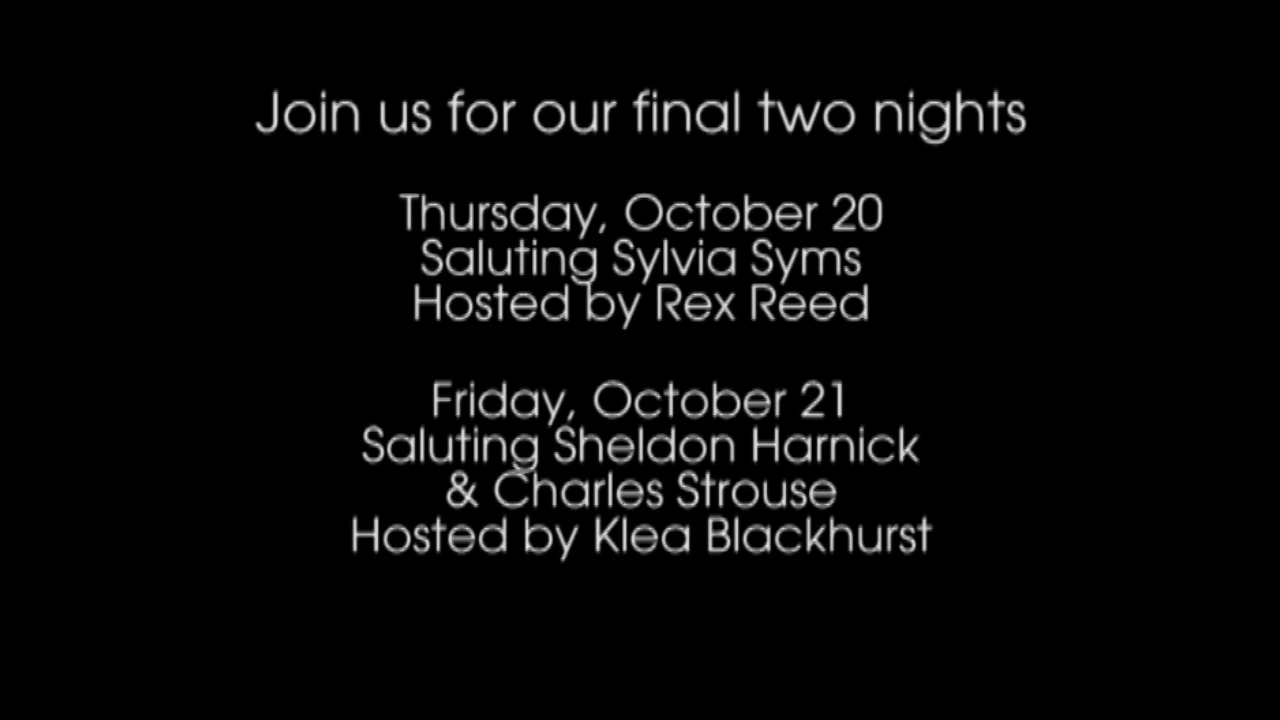 Join us for our final two nights
Thursday, October 20
Saluting Sylvia Syms
Hosted by Rex Reed
Friday, October 21
Saluting Sheldon Harnick
& Charles Strouse
Hosted by Klea Blackhurst